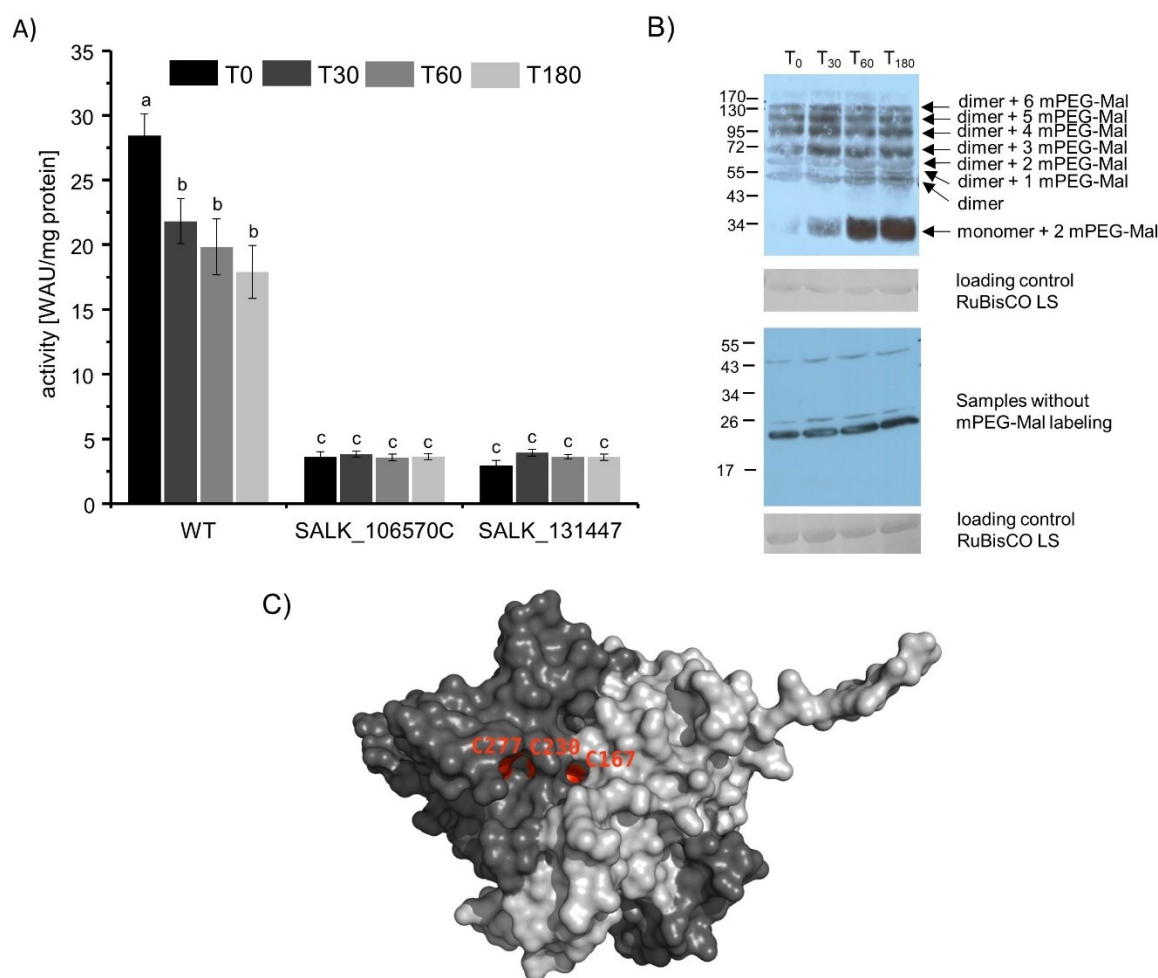 A)
T0 T30 T60 T180
35
30
25
20
15
10
5
0
activity [WAU/mg protein]
a
b
b
b
c c c c
c c c c
WT SALK_106570C SALK_131447
B)
T0 T30 T60 T180
170
130
95
72
55
43
34
dimer + 6 mPEG-Mal
dimer + 5 mPEG-Mal
dimer + 4 mPEG-Mal
dimer + 3 mPEG-Mal
dimer + 2 mPEG-Mal
dimer + 1 mPEG-Mal
dimer
monomer + 2 mPEG-Mal
loading control
RuBisCO LS
55
43
34
26
17
Samples without
mPEG-Mal labeling
loading control
RuBisCO LS
C)
C277 C230
C167